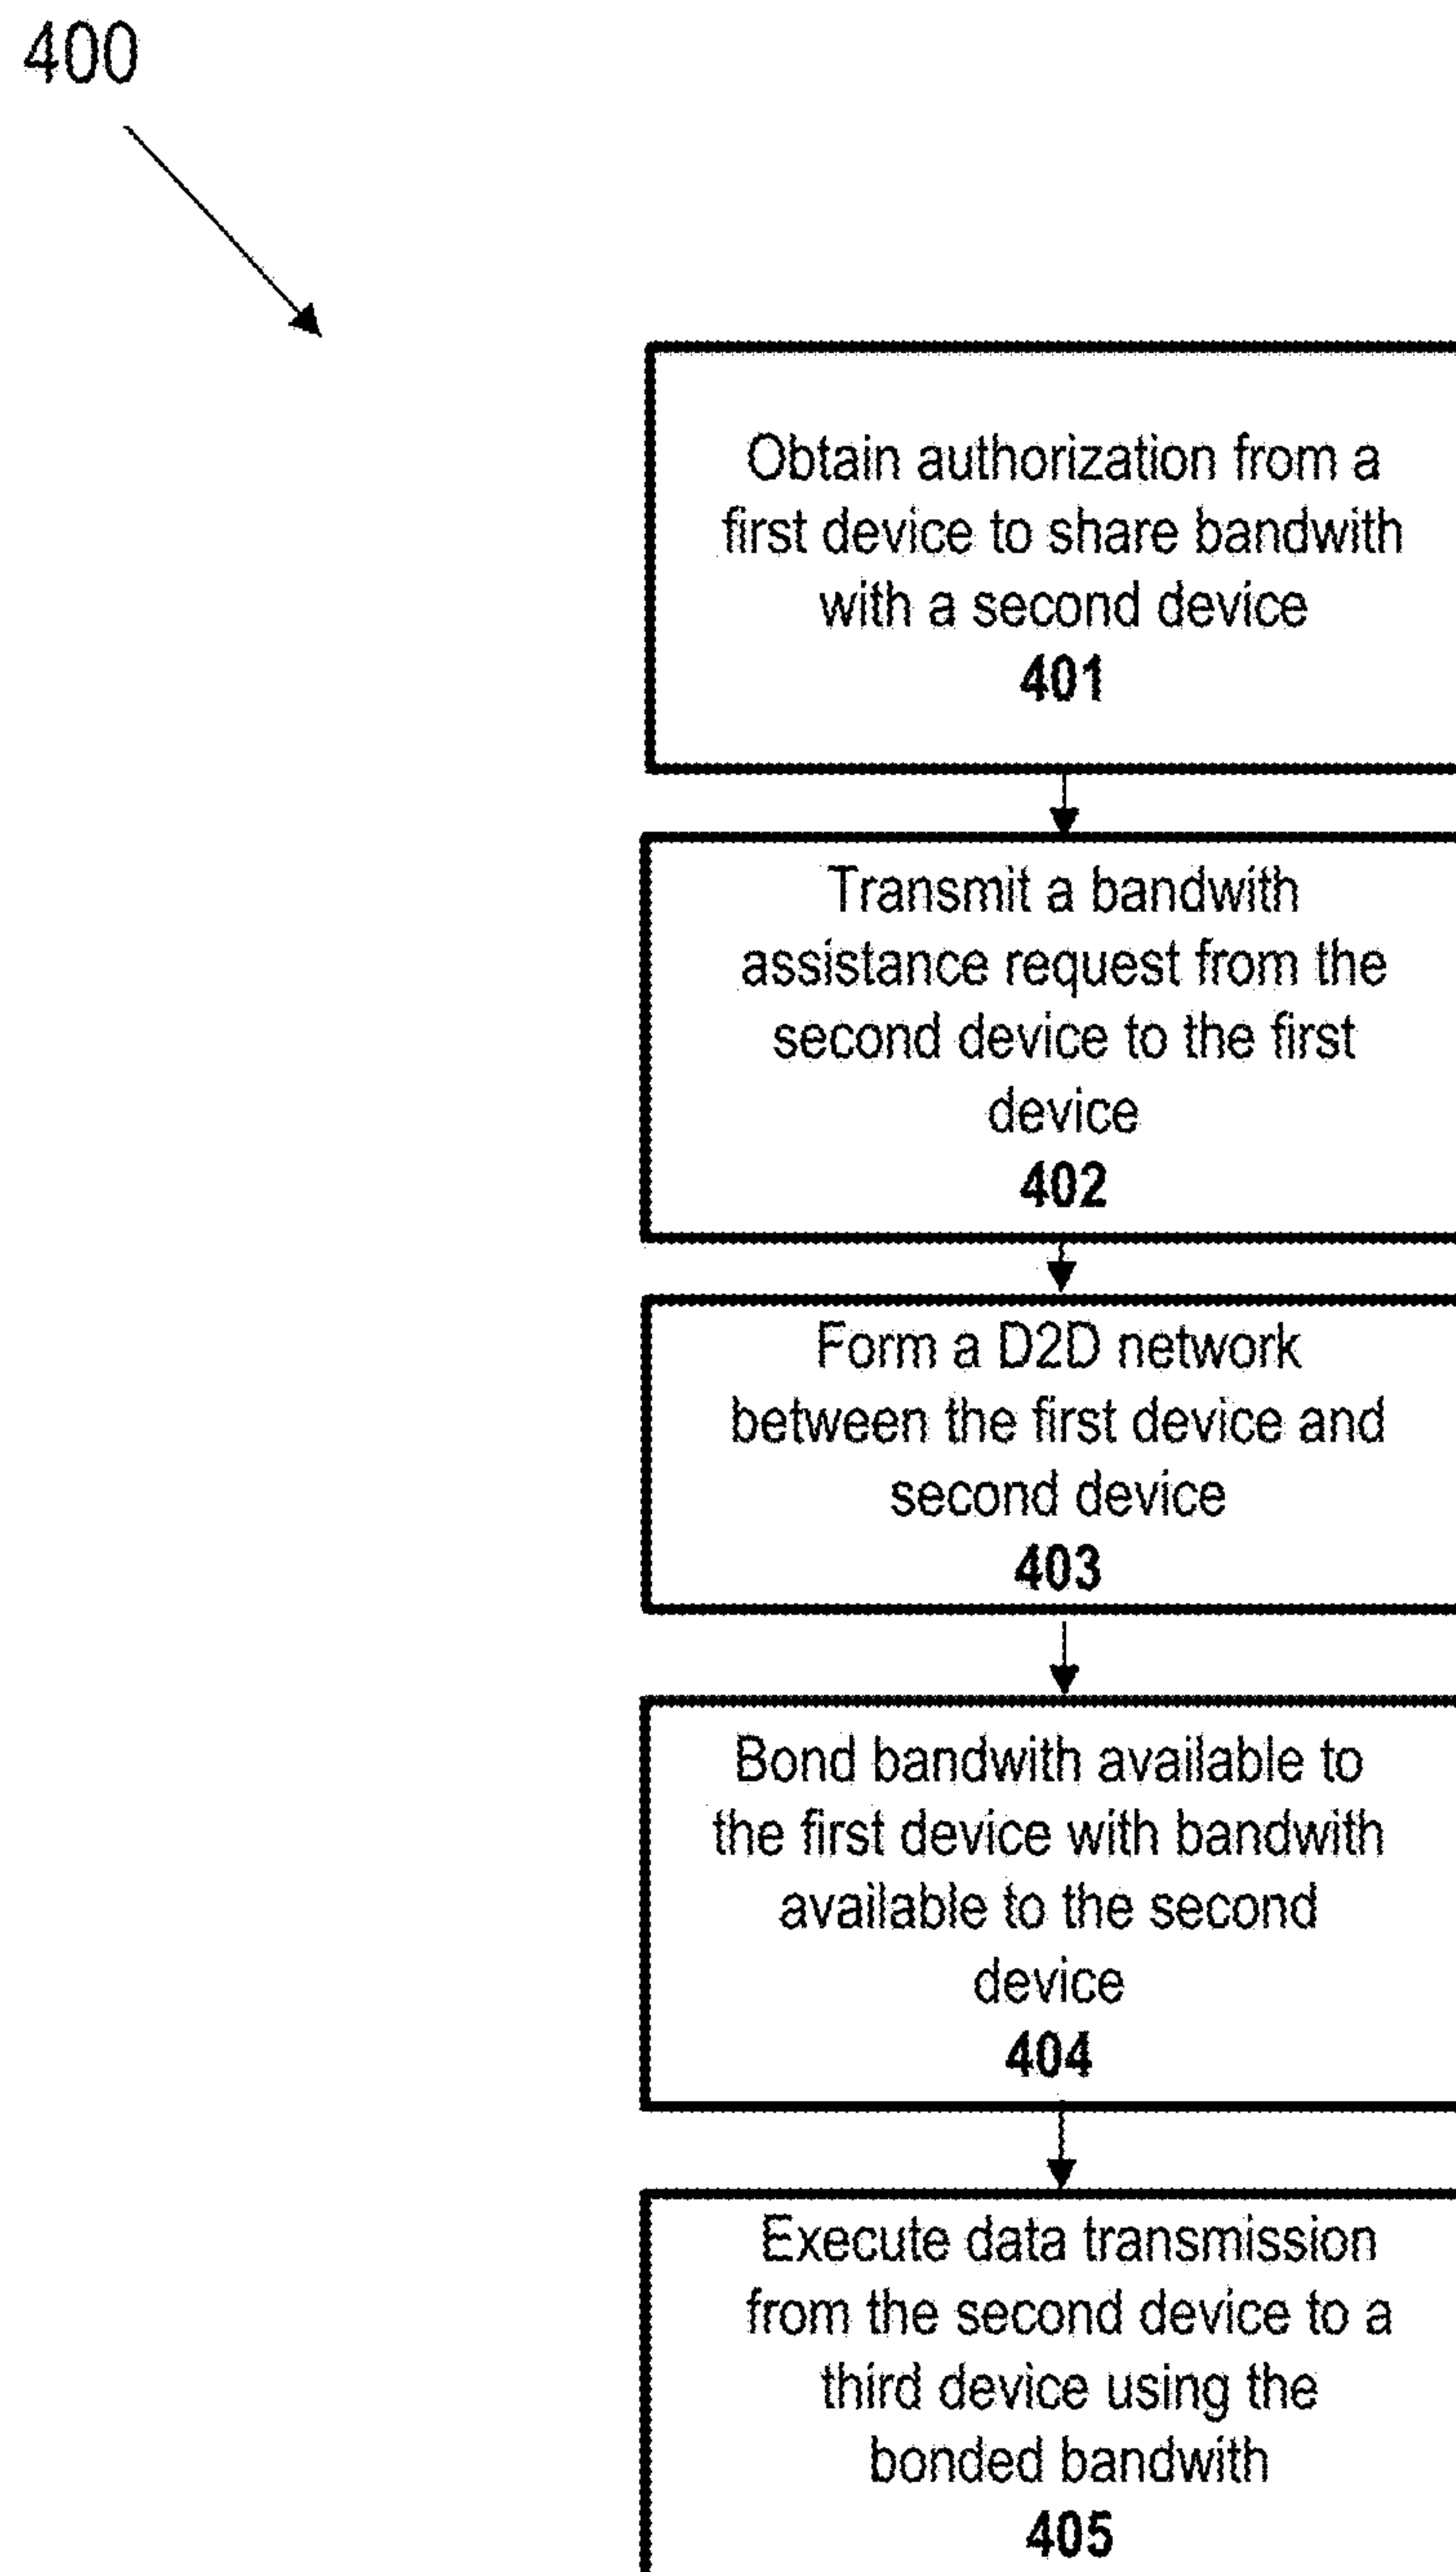 400
Obtain authorization from a
first device to share bandwith
with a second device
401
Transmit a bandwith
assistance request from the
second device to the first
device
402
Form a D2D network
between the first device and
second device
403
Bond bandwith available to
the first device with bandwith
available to the second
device
404
Execute data transmission
from the second device to a
third device using the
bonded bandwith
405